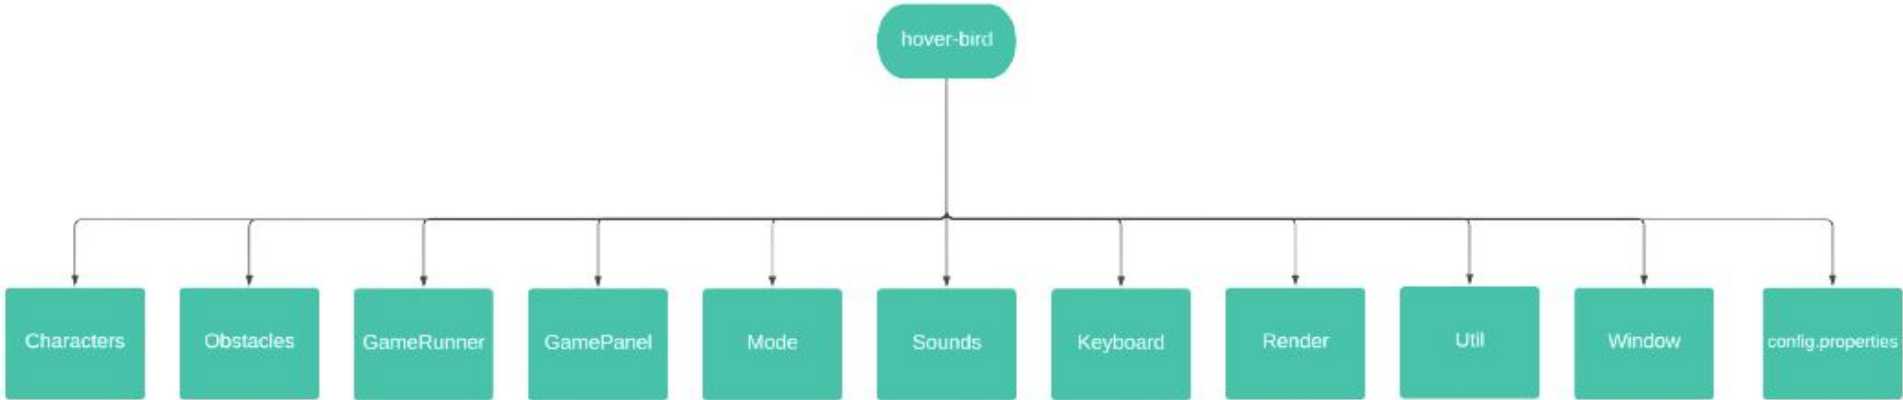 hover-bird
Characters
Obstacles
GameRunner
GamePanel
Mode
Sounds
Keyboard
Render
Util
Window
config.properties